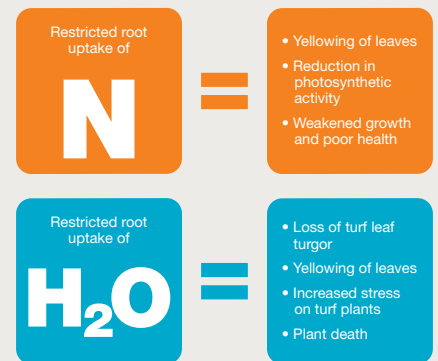 Restricted root
uptake of
N
=
• Yellowing of leaves
• Reduction in
photosynthetic
activity
• Weakened growth
and poor health
Restricted root
uptake of
H₂O
=
• Loss of turf leaf
turgor
• Yellowing of leaves
• Increased stress
on turf plants
• Plant death